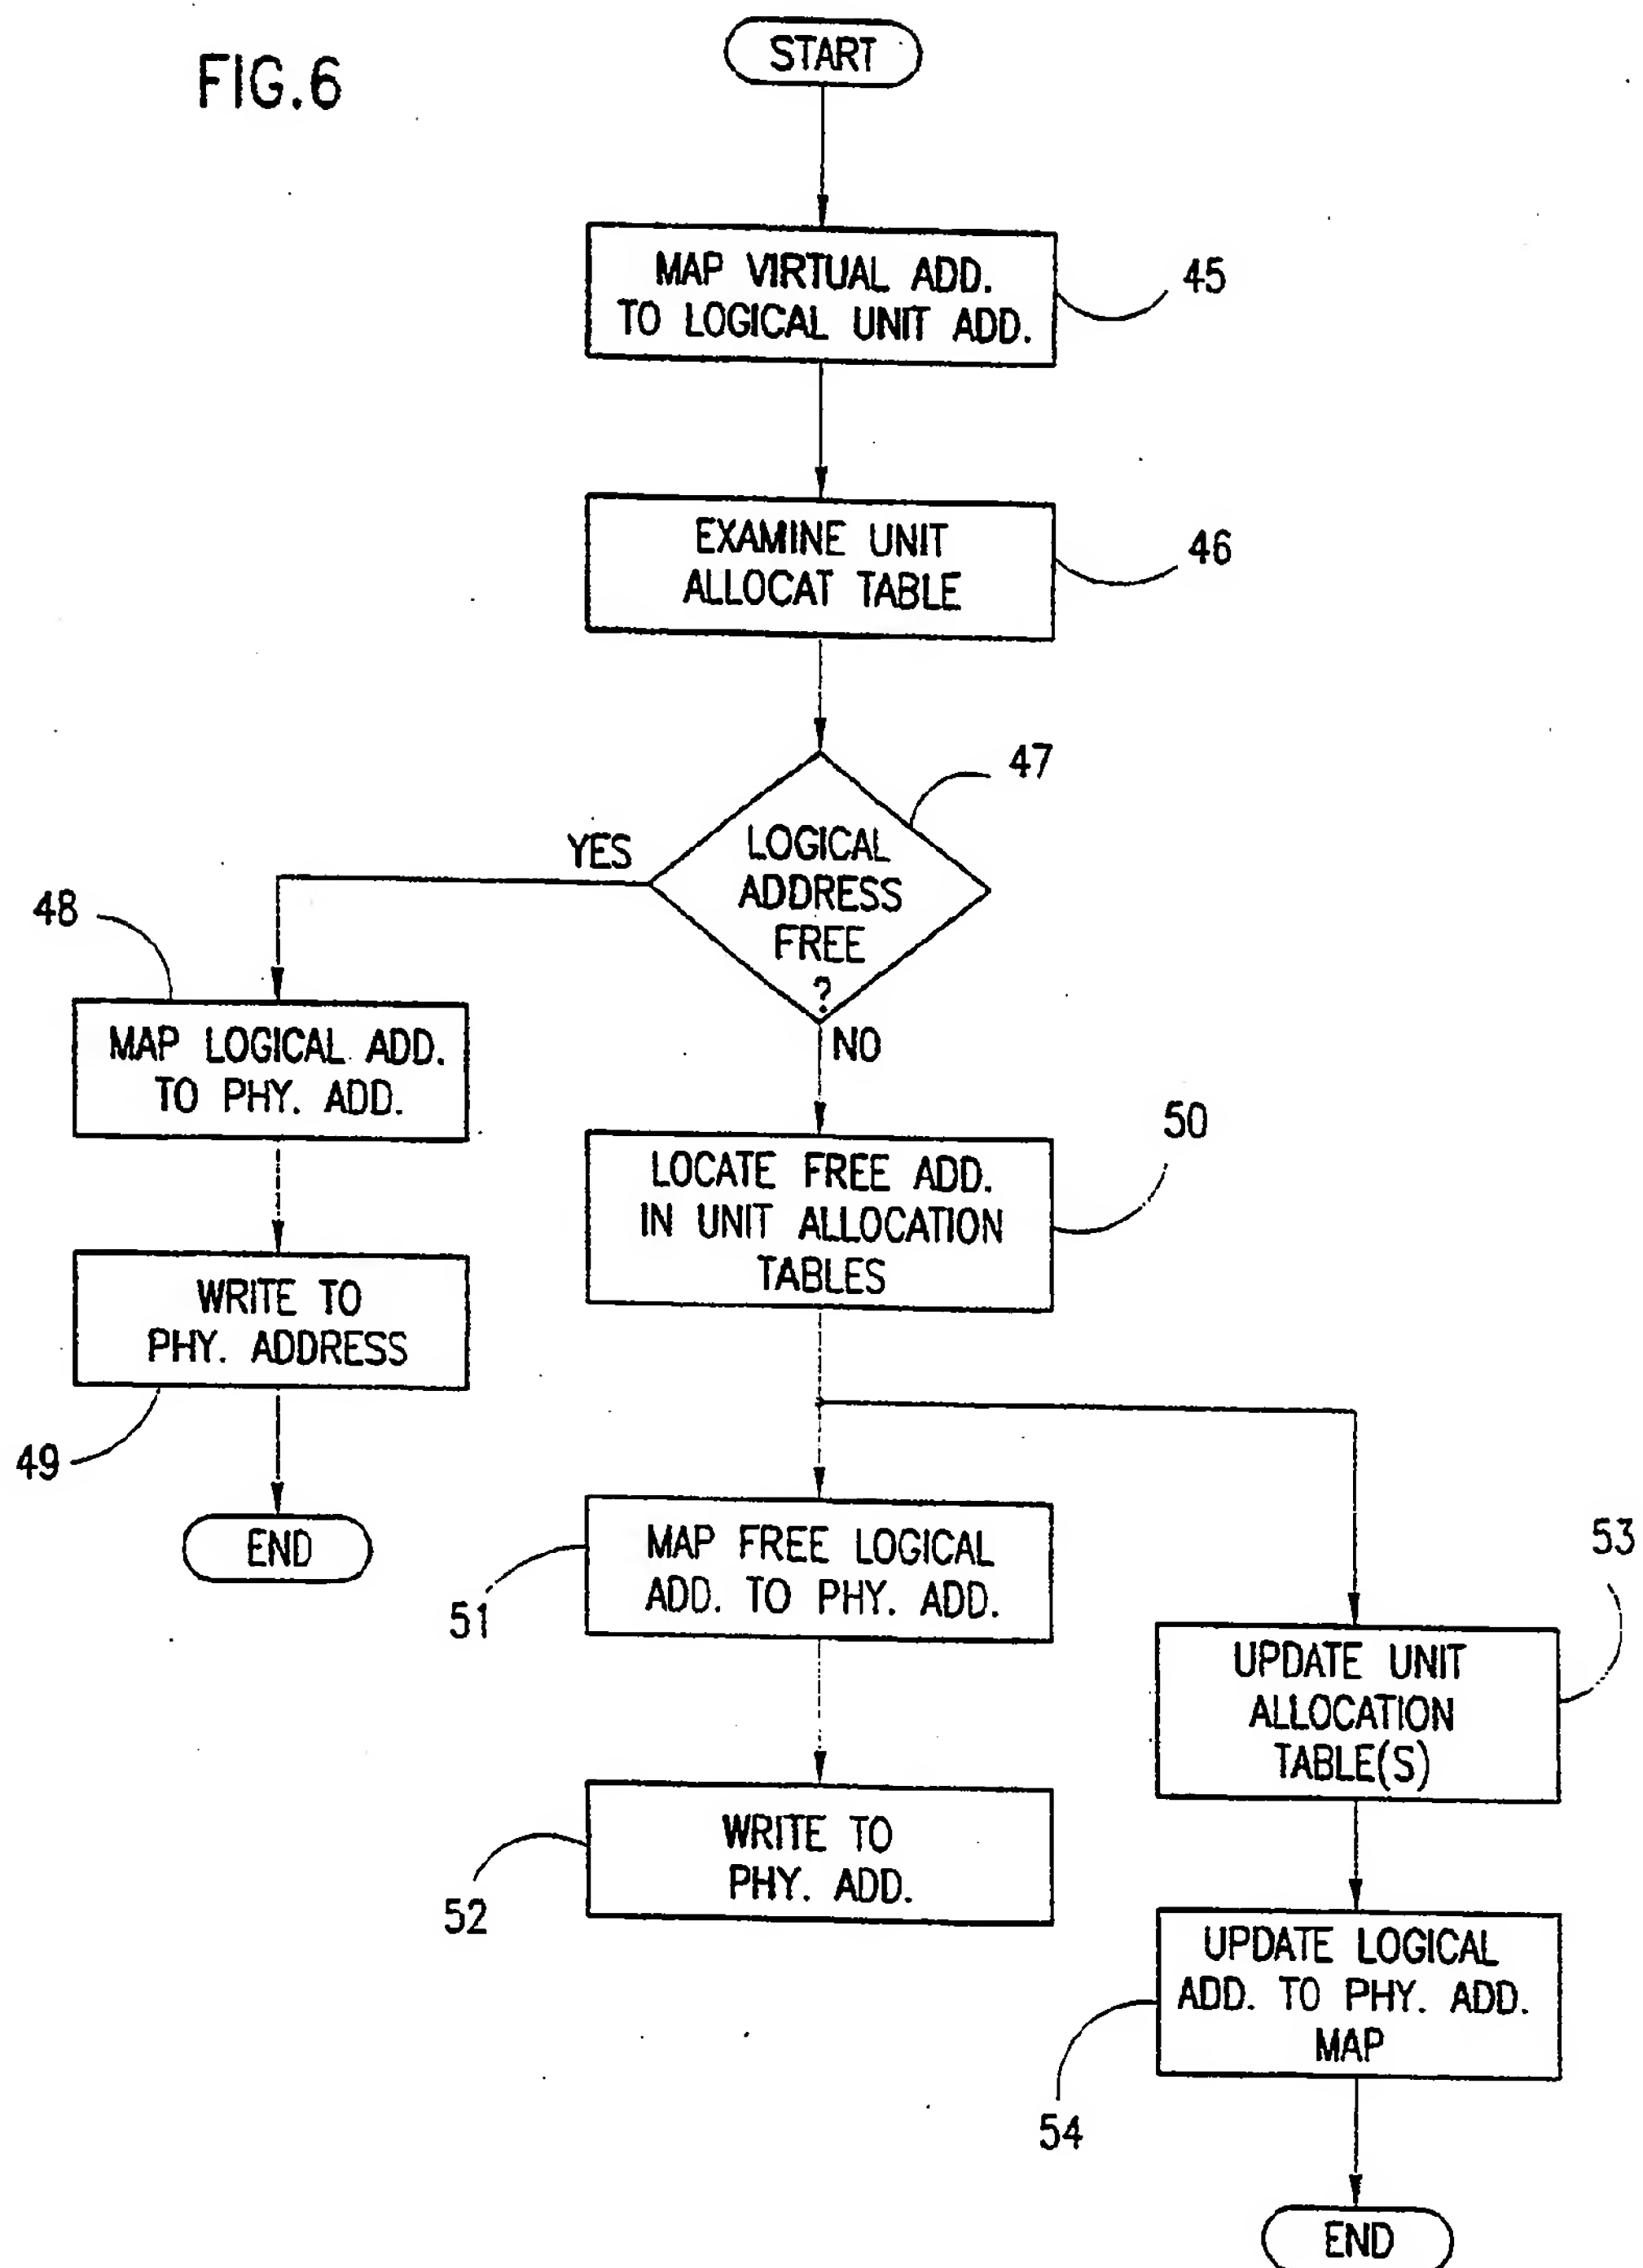 FIG.6
START
MAP VIRTUAL ADD.
TO LOGICAL UNIT ADD.
45
EXAMINE UNIT
ALLOCAT TABLE
46
47
LOGICAL
ADDRESS
FREE
?
YES
NO
48
MAP LOGICAL ADD.
TO PHY. ADD.
WRITE TO
PHY. ADDRESS
49
END
50
LOCATE FREE ADD.
IN UNIT ALLOCATION
TABLES
MAP FREE LOGICAL
ADD. TO PHY. ADD.
51
WRITE TO
PHY. ADD.
52
53
UPDATE UNIT
ALLOCATION
TABLE(S)
UPDATE LOGICAL
ADD. TO PHY. ADD.
MAP
54
END